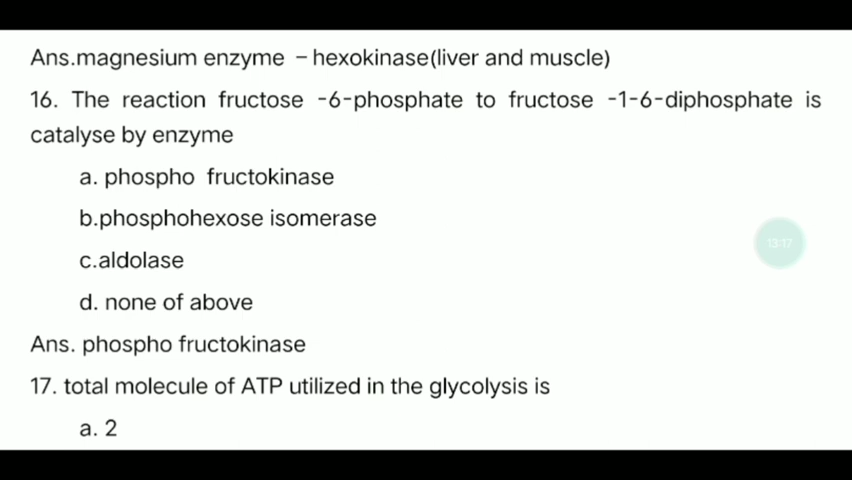 Ans.magnesium enzyme – hexokinase(liver and muscle)
16. The reaction fructose -6-phosphate to fructose -1-6-diphosphate is
catalyse by enzyme
a. phospho fructokinase
b.phosphohexose isomerase
c.aldolase
d. none of above
Ans. phospho fructokinase
17. total molecule of ATP utilized in the glycolysis is
a. 2
13:17